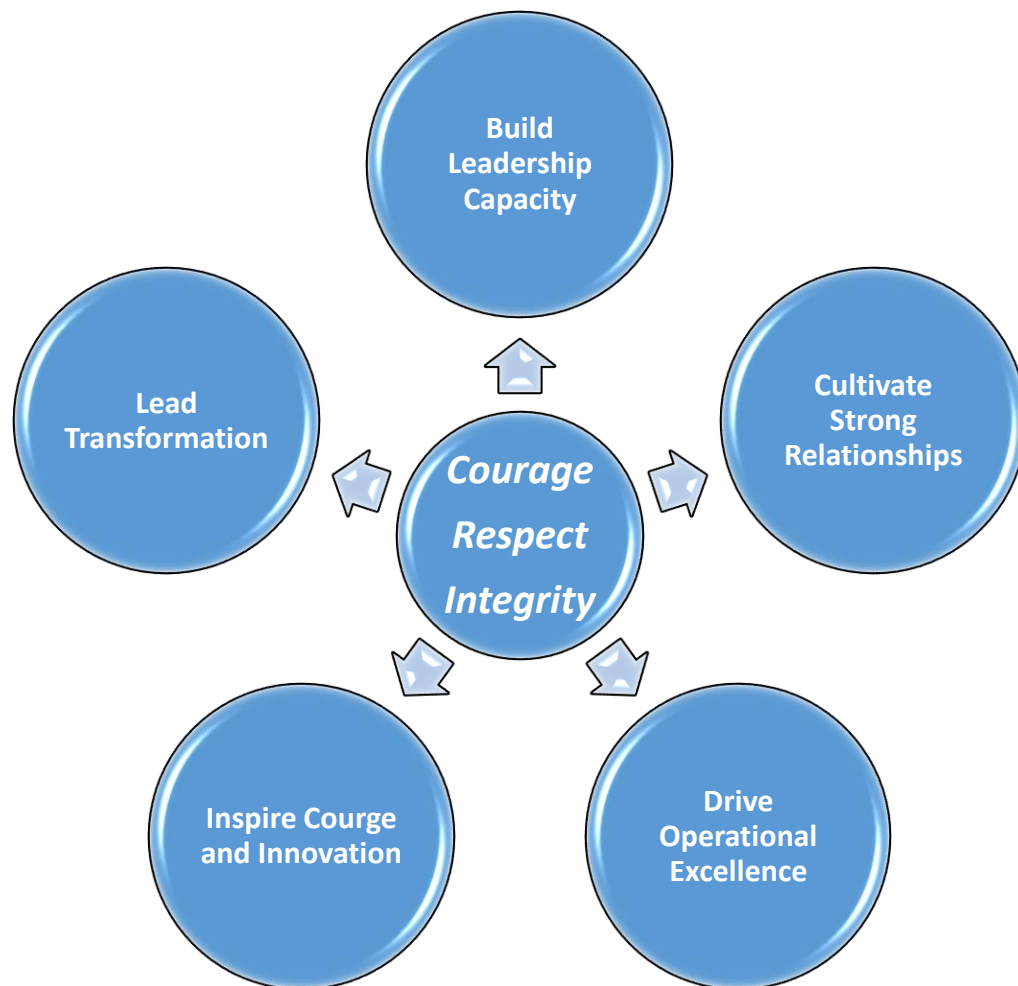 Build
Leadership
Capacity
Cultivate
Strong
Relationships
Drive
Operational
Excellence
Inspire Courge
and Innovation
Lead
Transformation
Courage
Respect
Integrity